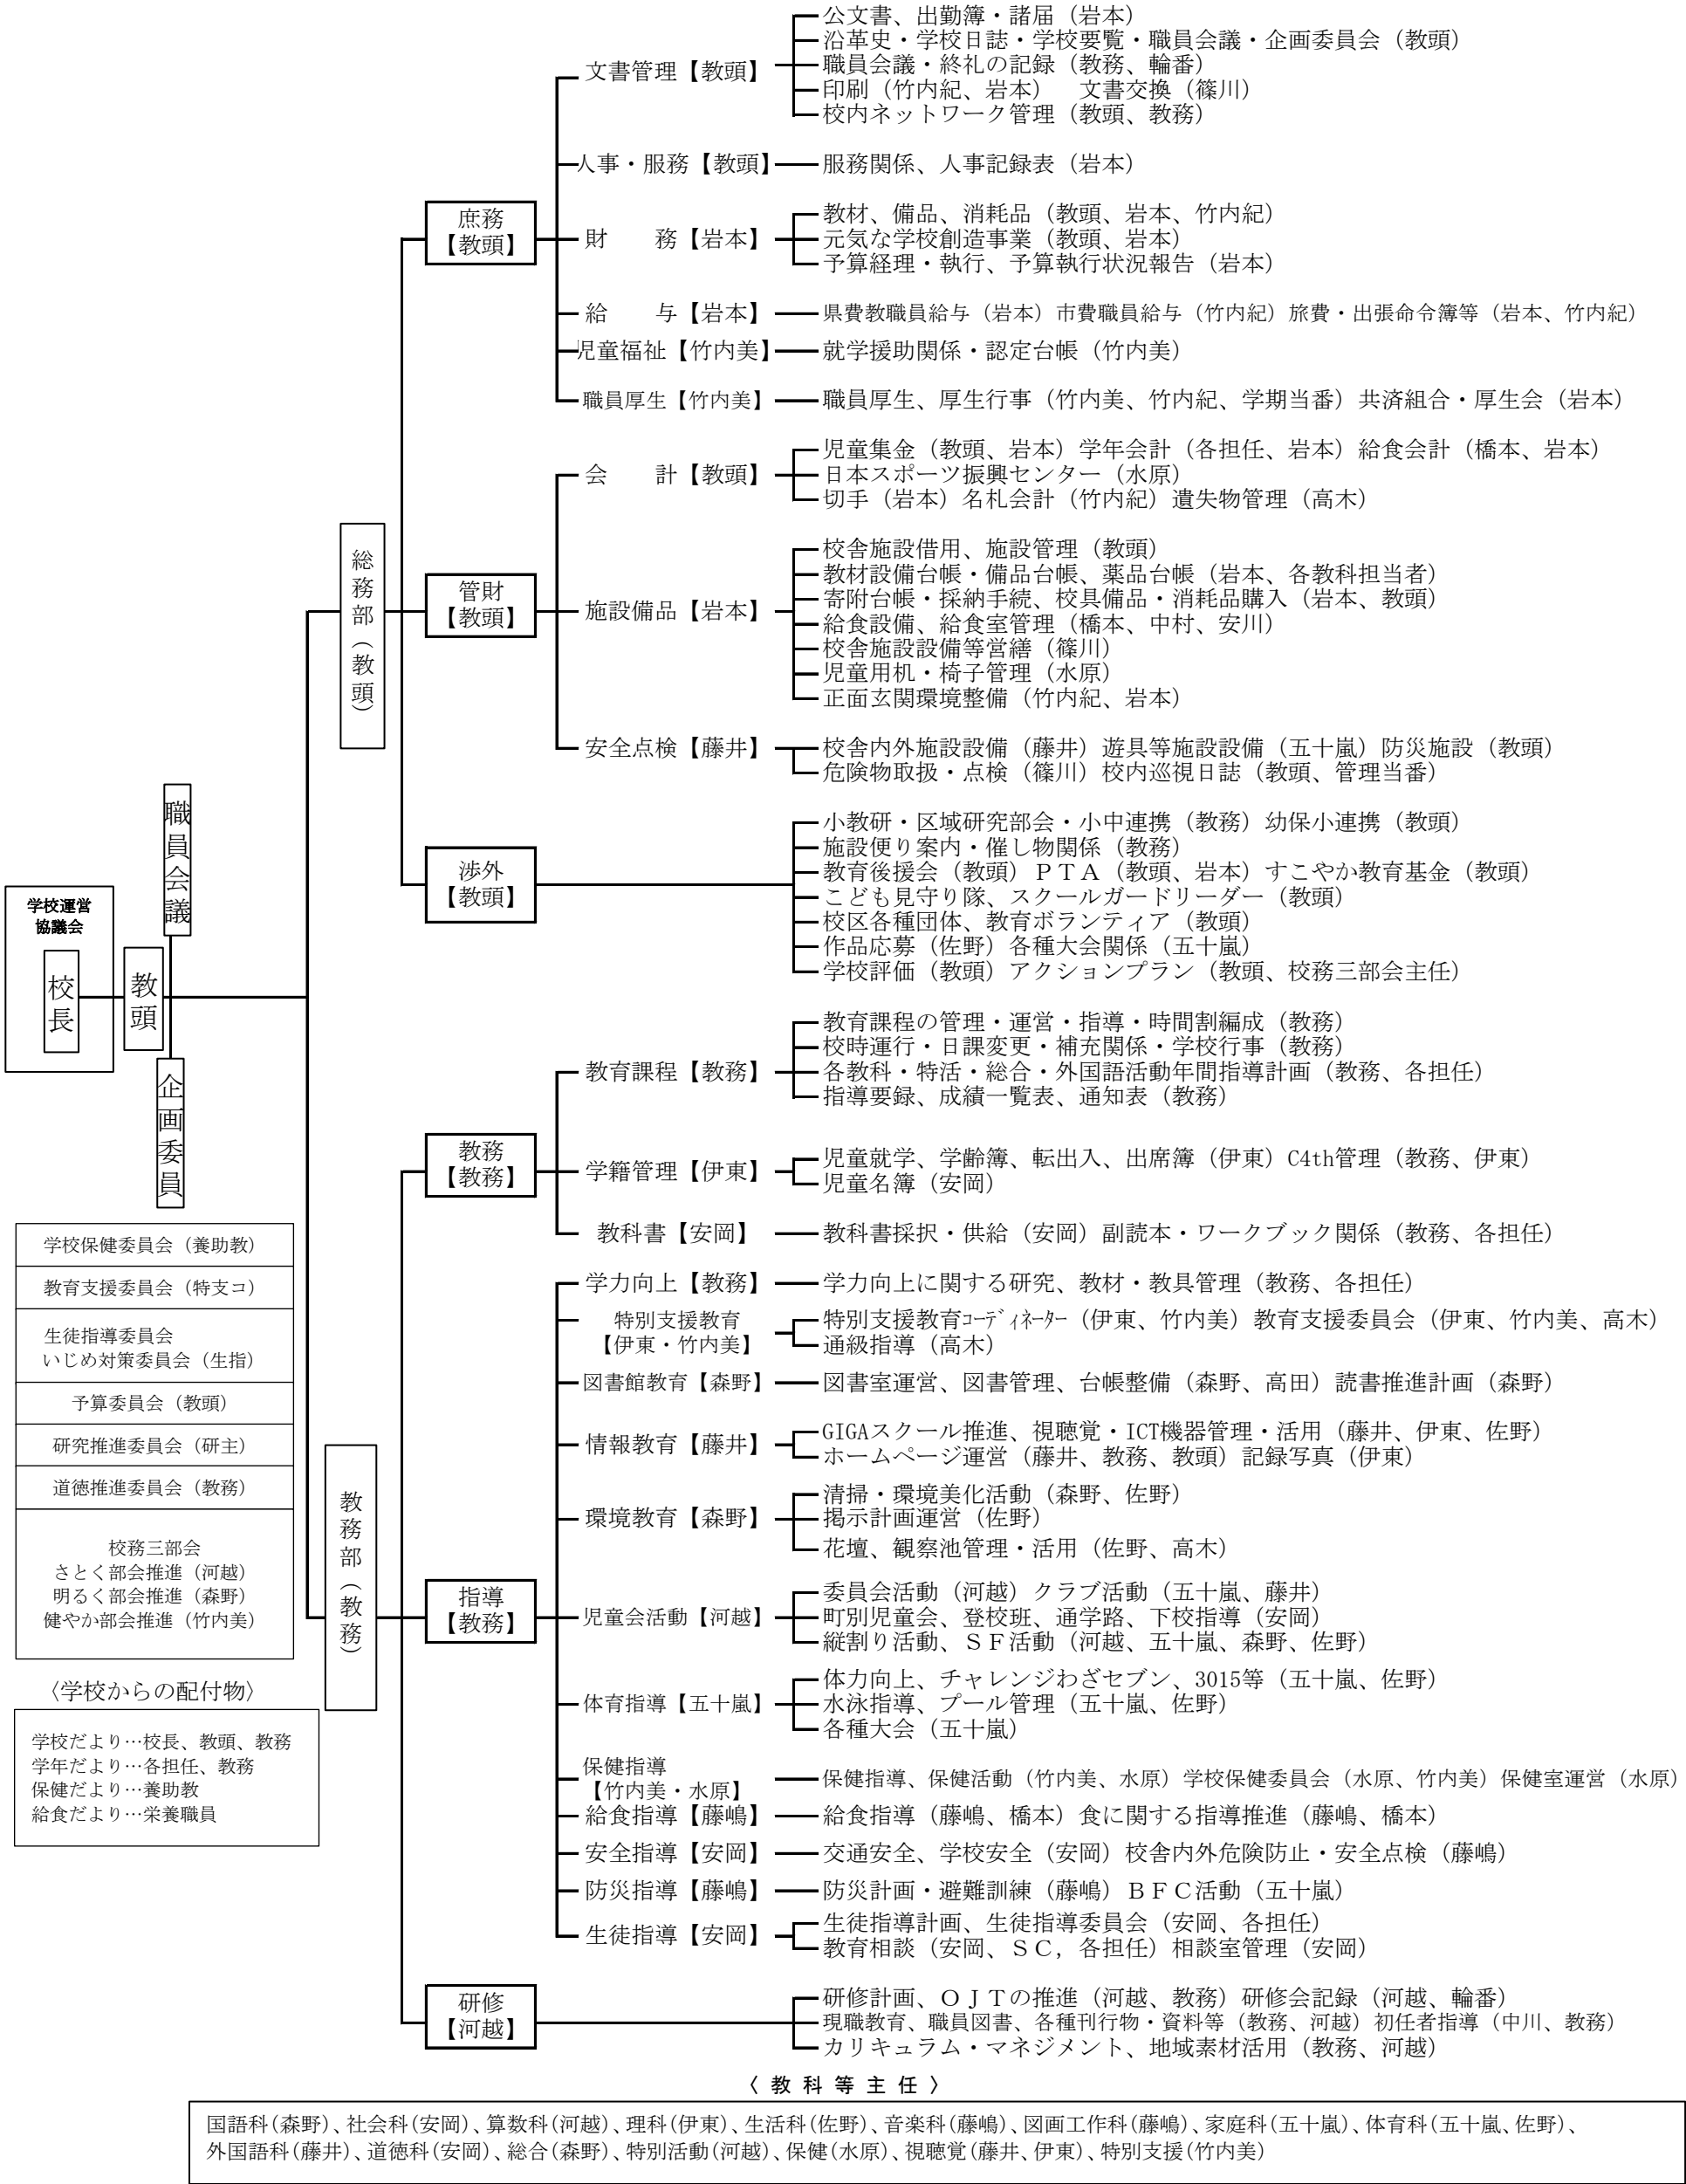 公文書、出勤簿・諸届（岩本）
沿革史・学校日誌・学校要覧・職員会議・企画委員会（教頭）
文書管理【教頭】
職員会議・終礼の記録（教務、輪番）
印刷（竹内紀、岩本）　文書交換（篠川）
校内ネットワーク管理（教頭、教務）
人事・服務【教頭】
服務関係、人事記録表（岩本）
庶務
【教頭】
教材、備品、消耗品（教頭、岩本、竹内紀）
財　　務【岩本】
元気な学校創造事業（教頭、岩本）
予算経理・執行、予算執行状況報告（岩本）
給　　与【岩本】
県費教職員給与（岩本）市費職員給与（竹内紀）旅費・出張命令簿等（岩本、竹内紀）
児童福祉【竹内美】
就学援助関係・認定台帳（竹内美）
職員厚生【竹内美】
職員厚生、厚生行事（竹内美、竹内紀、学期当番）共済組合・厚生会（岩本）
総務部（教頭）
児童集金（教頭、岩本）学年会計（各担任、岩本）給食会計（橋本、岩本）
会　　計【教頭】
日本スポーツ振興センター（水原）
切手（岩本）名札会計（竹内紀）遺失物管理（高木）
管財
【教頭】
校舎施設借用、施設管理（教頭）
教材設備台帳・備品台帳、薬品台帳（岩本、各教科担当者）
寄附台帳・採納手続、校具備品・消耗品購入（岩本、教頭）
施設備品【岩本】
給食設備、給食室管理（橋本、中村、安川）
校舎施設設備等営繕（篠川）
児童用机・椅子管理（水原）
正面玄関環境整備（竹内紀、岩本）
安全点検【藤井】
校舎内外施設設備（藤井）遊具等施設設備（五十嵐）防災施設（教頭）
危険物取扱・点検（篠川）校内巡視日誌（教頭、管理当番）
渉外
【教頭】
小教研・区域研究部会・小中連携（教務）幼保小連携（教頭）
施設便り案内・催し物関係（教務）
教育後援会（教頭）ＰＴＡ（教頭、岩本）すこやか教育基金（教頭）
こども見守り隊、スクールガードリーダー（教頭）
校区各種団体、教育ボランティア（教頭）
作品応募（佐野）各種大会関係（五十嵐）
学校評価（教頭）アクションプラン（教頭、校務三部会主任）
職員会議
学校運営
協議会
校長
教頭
企画委員
教務
【教務】
教育課程の管理・運営・指導・時間割編成（教務）
校時運行・日課変更・補充関係・学校行事（教務）
教育課程【教務】
各教科・特活・総合・外国語活動年間指導計画（教務、各担任）
指導要録、成績一覧表、通知表（教務）
学籍管理【伊東】
児童就学、学齢簿、転出入、出席簿（伊東）C4th管理（教務、伊東）
児童名簿（安岡）
教科書【安岡】
教科書採択・供給（安岡）副読本・ワークブック関係（教務、各担任）
学校保健委員会（養助教）
教育支援委員会（特支コ）
生徒指導委員会
いじめ対策委員会（生指）
予算委員会（教頭）
研究推進委員会（研主）
道徳推進委員会（教務）
校務三部会
さとく部会推進（河越）
明るく部会推進（森野）
健やか部会推進（竹内美）
〈学校からの配付物〉
学校だより…校長、教頭、教務
学年だより…各担任、教務
保健だより…養助教
給食だより…栄養職員
教務部（教務）
指導
【教務】
学力向上【教務】
学力向上に関する研究、教材・教具管理（教務、各担任）
特別支援教育
【伊東・竹内美】
特別支援教育ｺｰﾃﾞｨﾈｰﾀｰ（伊東、竹内美）教育支援委員会（伊東、竹内美、高木）
通級指導（高木）
図書館教育【森野】
図書室運営、図書管理、台帳整備（森野、高田）読書推進計画（森野）
情報教育【藤井】
GIGAスクール推進、視聴覚・ICT機器管理・活用（藤井、伊東、佐野）
ホームページ運営（藤井、教務、教頭）記録写真（伊東）
環境教育【森野】
清掃・環境美化活動（森野、佐野）
掲示計画運営（佐野）
花壇、観察池管理・活用（佐野、高木）
児童会活動【河越】
委員会活動（河越）クラブ活動（五十嵐、藤井）
町別児童会、登校班、通学路、下校指導（安岡）
縦割り活動、ＳＦ活動（河越、五十嵐、森野、佐野）
体育指導【五十嵐】
体力向上、チャレンジわざセブン、3015等（五十嵐、佐野）
水泳指導、プール管理（五十嵐、佐野）
各種大会（五十嵐）
保健指導
【竹内美・水原】
保健指導、保健活動（竹内美、水原）学校保健委員会（水原、竹内美）保健室運営（水原）
給食指導【藤嶋】
給食指導（藤嶋、橋本）食に関する指導推進（藤嶋、橋本）
安全指導【安岡】
交通安全、学校安全（安岡）校舎内外危険防止・安全点検（藤嶋）
防災指導【藤嶋】
防災計画・避難訓練（藤嶋）ＢＦＣ活動（五十嵐）
生徒指導【安岡】
生徒指導計画、生徒指導委員会（安岡、各担任）
教育相談（安岡、ＳＣ，各担任）相談室管理（安岡）
研修
【河越】
研修計画、ＯＪＴの推進（河越、教務）研修会記録（河越、輪番）
現職教育、職員図書、各種刊行物・資料等（教務、河越）初任者指導（中川、教務）
カリキュラム・マネジメント、地域素材活用（教務、河越）
〈 教 科 等 主 任 〉
国語科(森野)、社会科(安岡)、算数科(河越)、理科(伊東)、生活科(佐野)、音楽科(藤嶋)、図画工作科(藤嶋)、家庭科(五十嵐)、体育科(五十嵐、佐野)、
外国語科(藤井)、道徳科(安岡)、総合(森野)、特別活動(河越)、保健(水原)、視聴覚(藤井、伊東)、特別支援(竹内美)